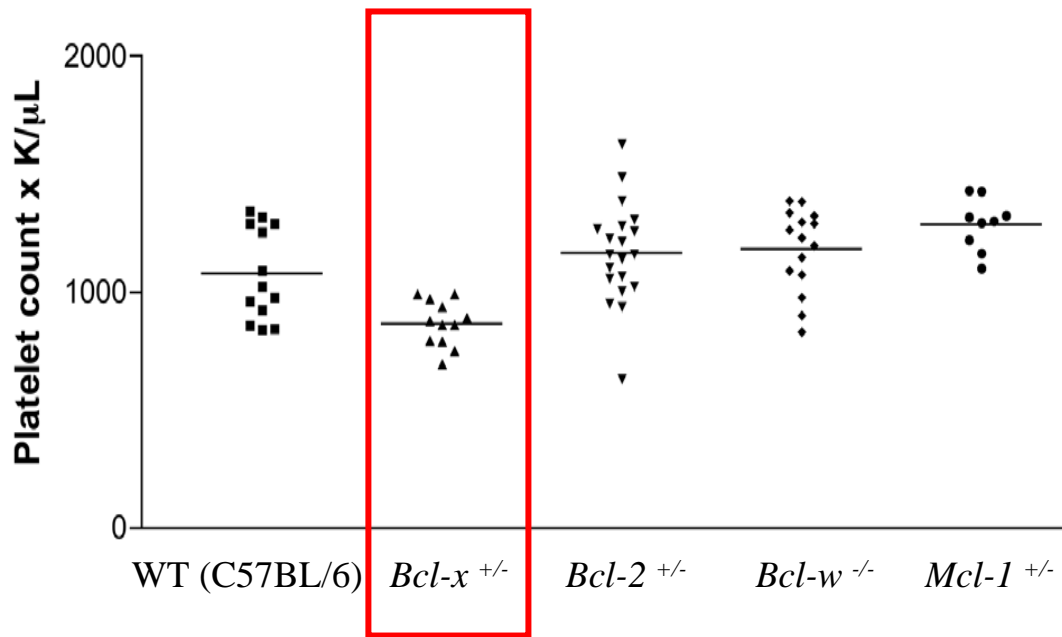 Platelet count x K/μL
2000
1000
0
WT (C57BL/6) Bcl-x +/- Bcl-2 +/- Bcl-w -/- Mcl-1 +/-